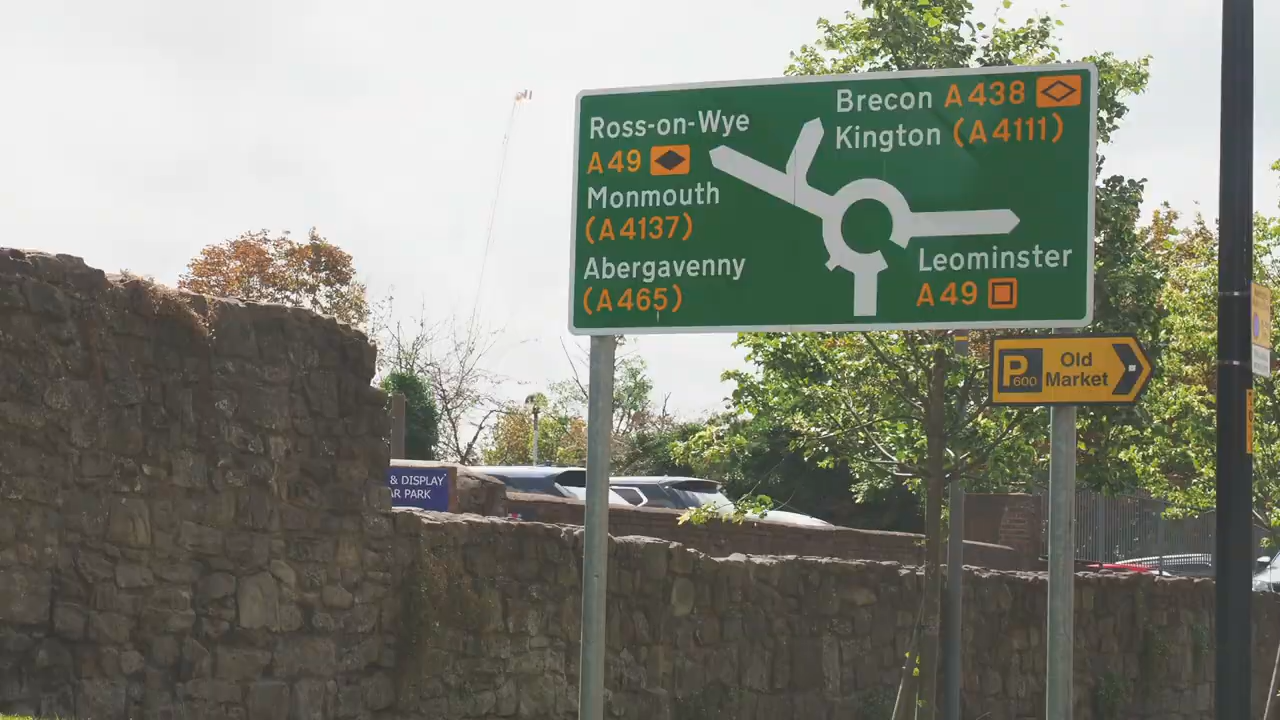 Ross-on-Wye
A49
Monmouth
(A4137)
Abergavenny
(A465)
Brecon A438
Kington (A4111)
Leominster
A49
P600 Old
Market
& DISPLAY
AR PARK